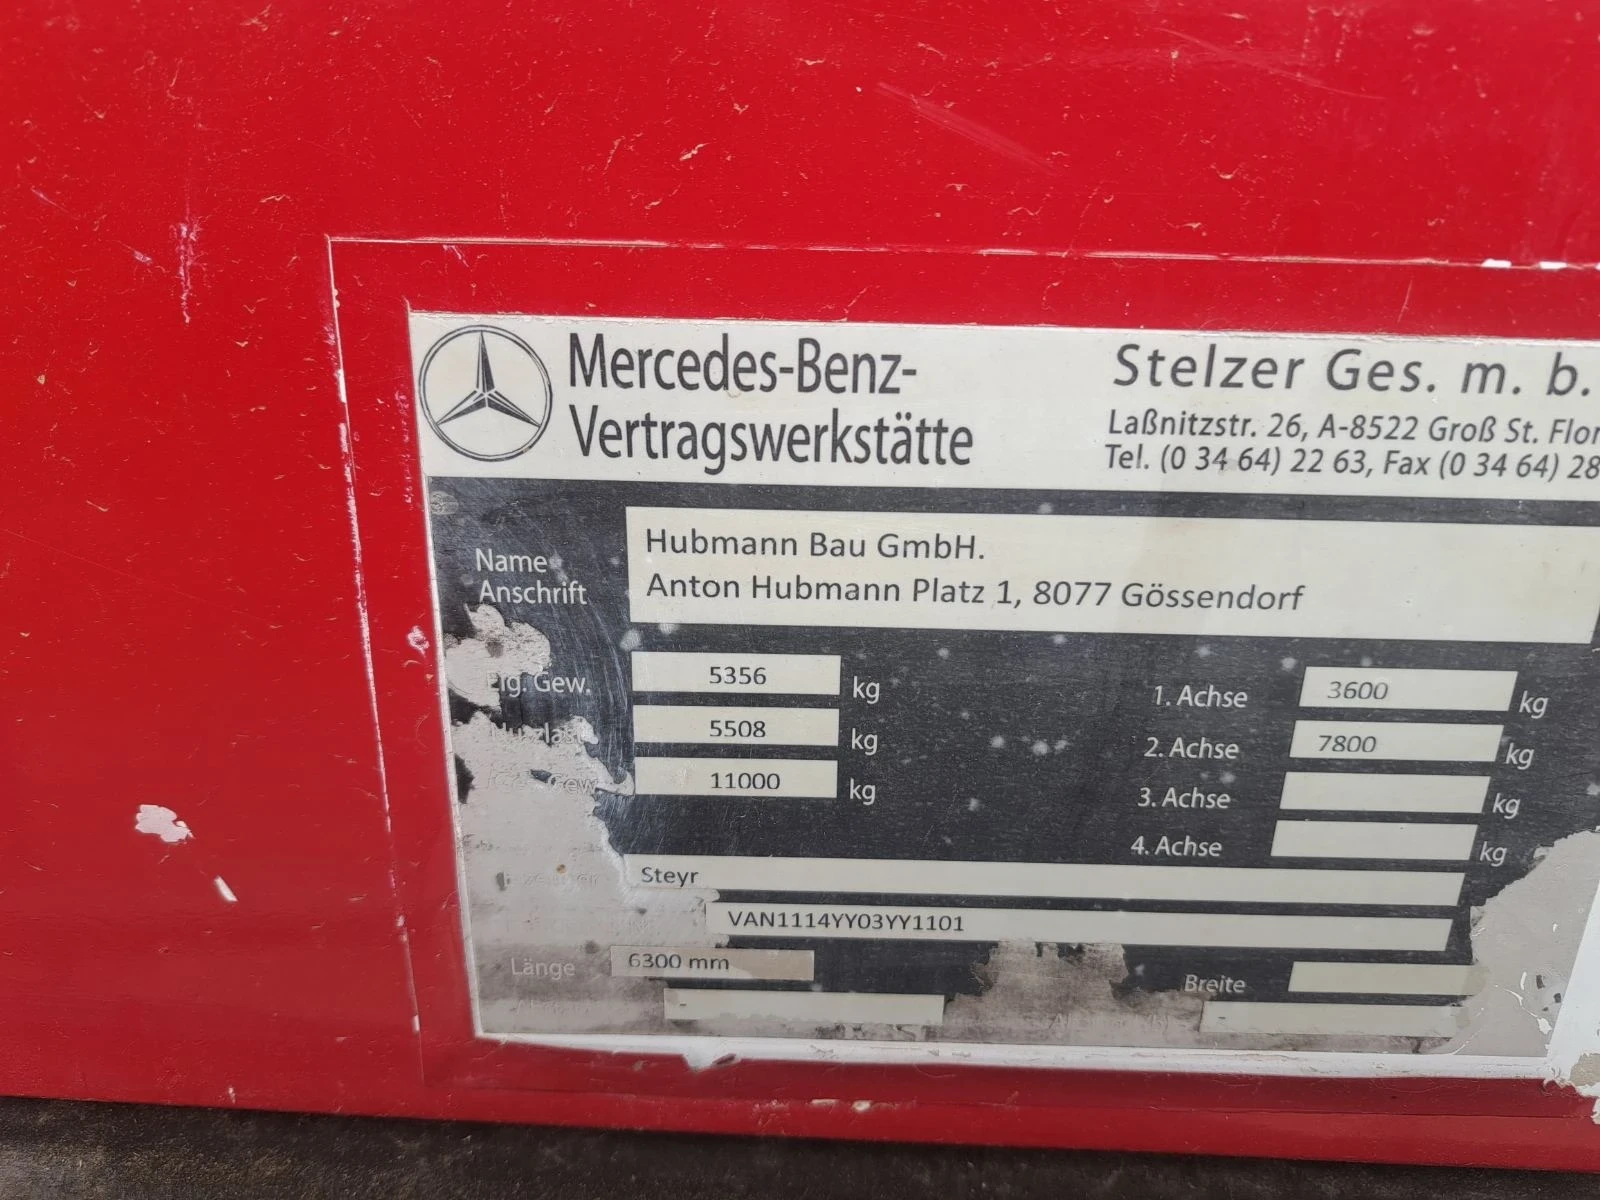 Mercedes-Benz-
Vertragswerkstätte
Stelzer Ges. m. b.
Laßnitzstr. 26, A-8522 Groß St. Flor
Tel. (0 34 64) 22 63, Fax (0 34 64) 28
Name
Anschrift
Hubmann Bau GmbH.
Anton Hubmann Platz 1, 8077 Gössendorf
Eig. Gew. 5356 kg
5508 kg
11000 kg
1. Achse 3600 kg
2. Achse 7800 kg
3. Achse kg
4. Achse kg
Steyr
VAN1114YY03YY1101
Länge 6300 mm
Breite